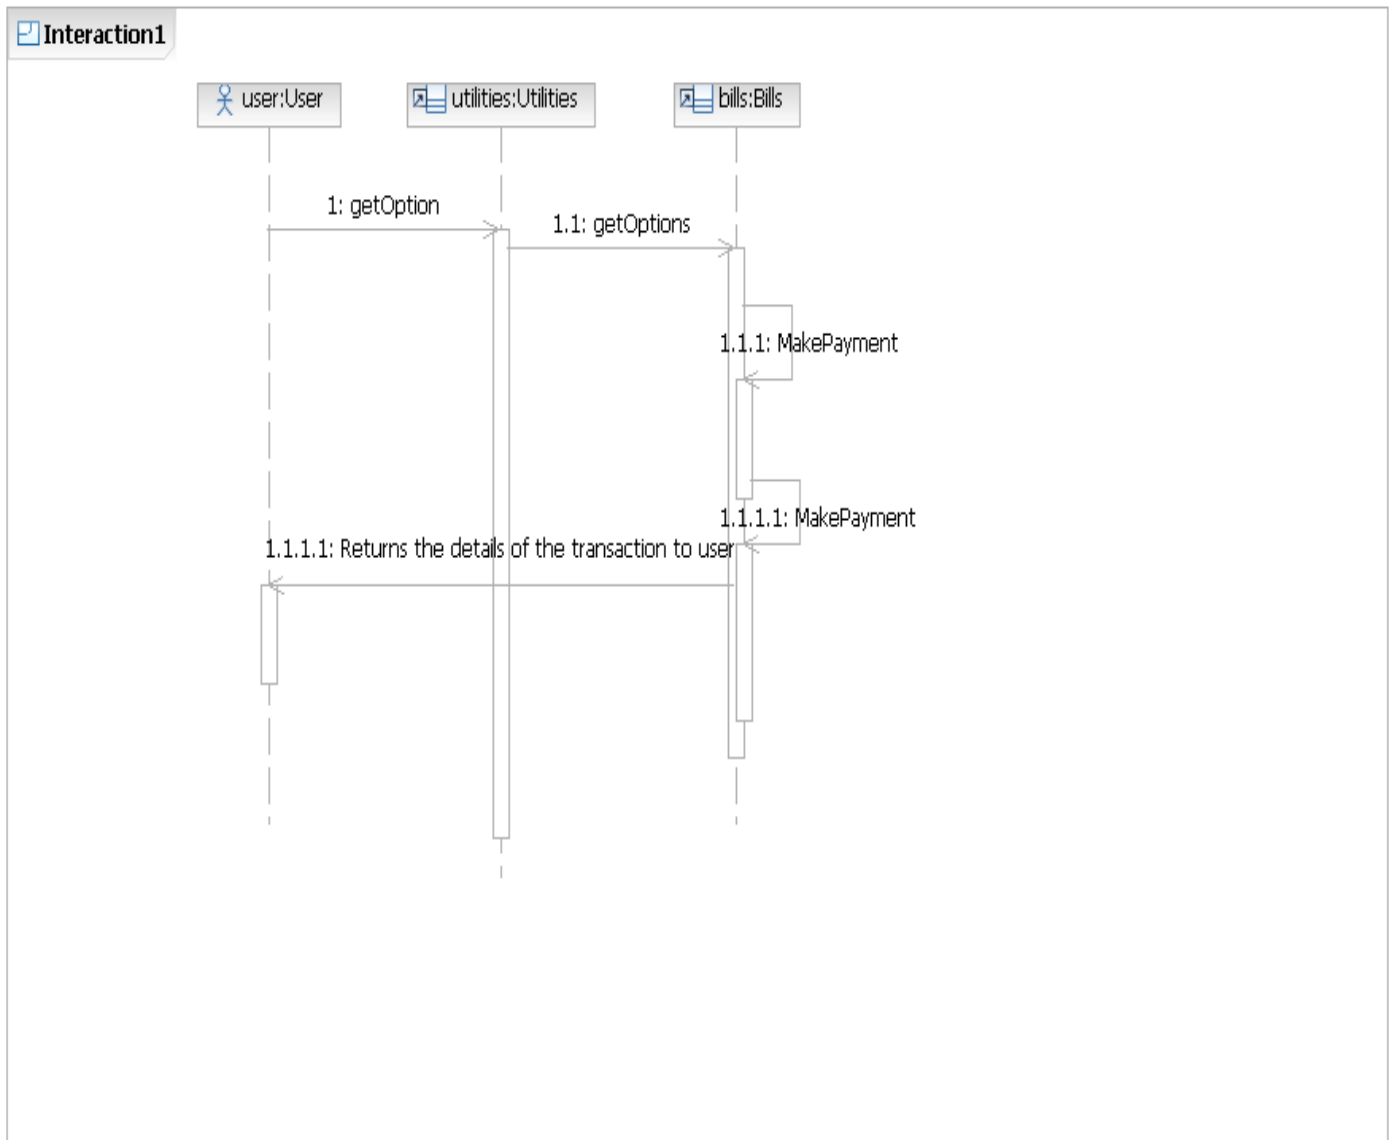 Interaction1
user:User
utilities:Utilities
bills:Bills
1: getOption
1.1: getOptions
1.1.1: MakePayment
1.1.1.1: MakePayment
1.1.1.1: Returns the details of the transaction to user